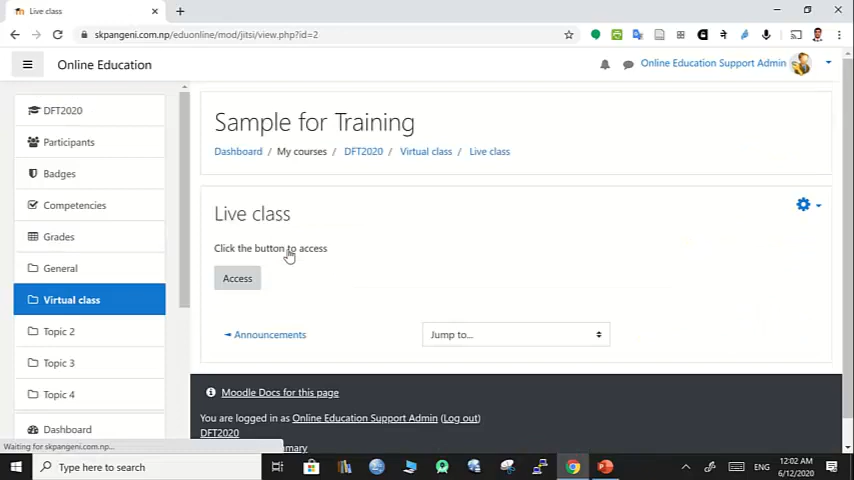 Live class
skpangeni.com.np/eduonline/mod/jitsi/view.php?id=2
Online Education
Online Education Support Admin
DFT2020
Participants
Badges
Competencies
Grades
General
Virtual class
Topic 2
Topic 3
Topic 4
Dashboard
Sample for Training
Dashboard / My courses / DFT2020 / Virtual class / Live class
Live class
Click the button to access
Access
Announcements
Jump to...
Moodle Docs for this page
You are logged in as Online Education Support Admin (Log out)
DFT2020
Waiting for skpangeni.com.np...
Type here to search
ENG
12:02 AM
6/12/2020